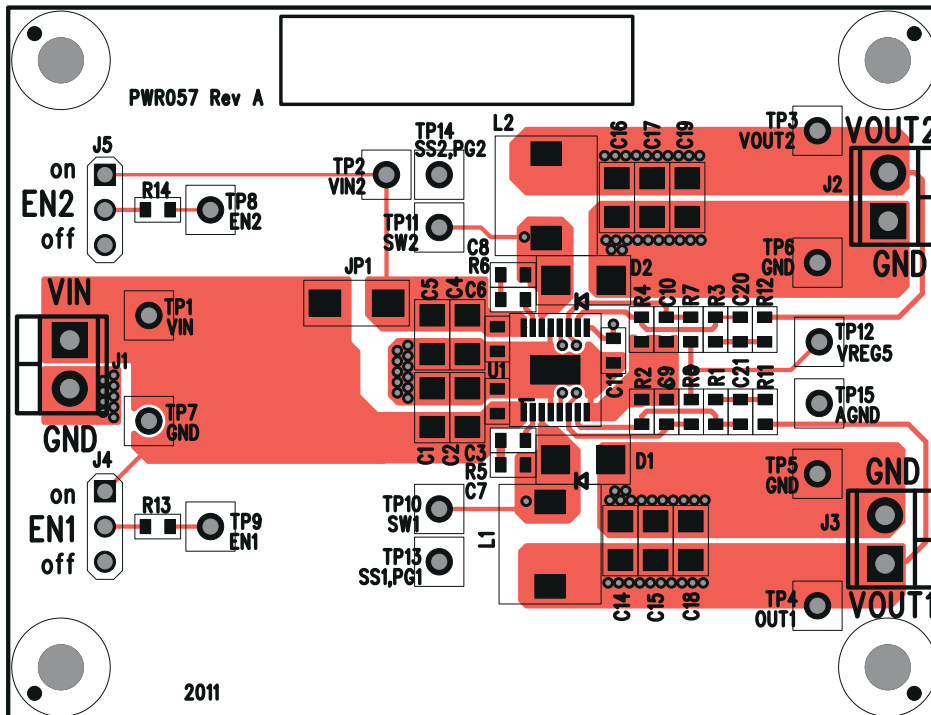 PWR057 Rev A
TP14
SS2,PG2
L2
C16
C17
C19
TP3
VOUT2
VOUT2
J5
on
EN2
off
R14
TP8
EN2
TP2
VIN2
TP11
SW2
C8
R6
C6
D2
J2
TP6
GND
GND
VIN
TP1
VIN
JP1
C5
C4
R4
C10
R7
R3
C20
R12
TP12
VREG5
J1
U1
1
C11
R2
C9
R8
R1
C21
R11
TP15
AGND
GND
TP7
GND
C1
C2
C3
R5
C7
D1
TP5
GND
GND
J4
on
EN1
off
R13
TP9
EN1
TP10
SW1
TP13
SS1,PG1
L1
C14
C15
C18
J3
TP4
OUT1
VOUT1
2011